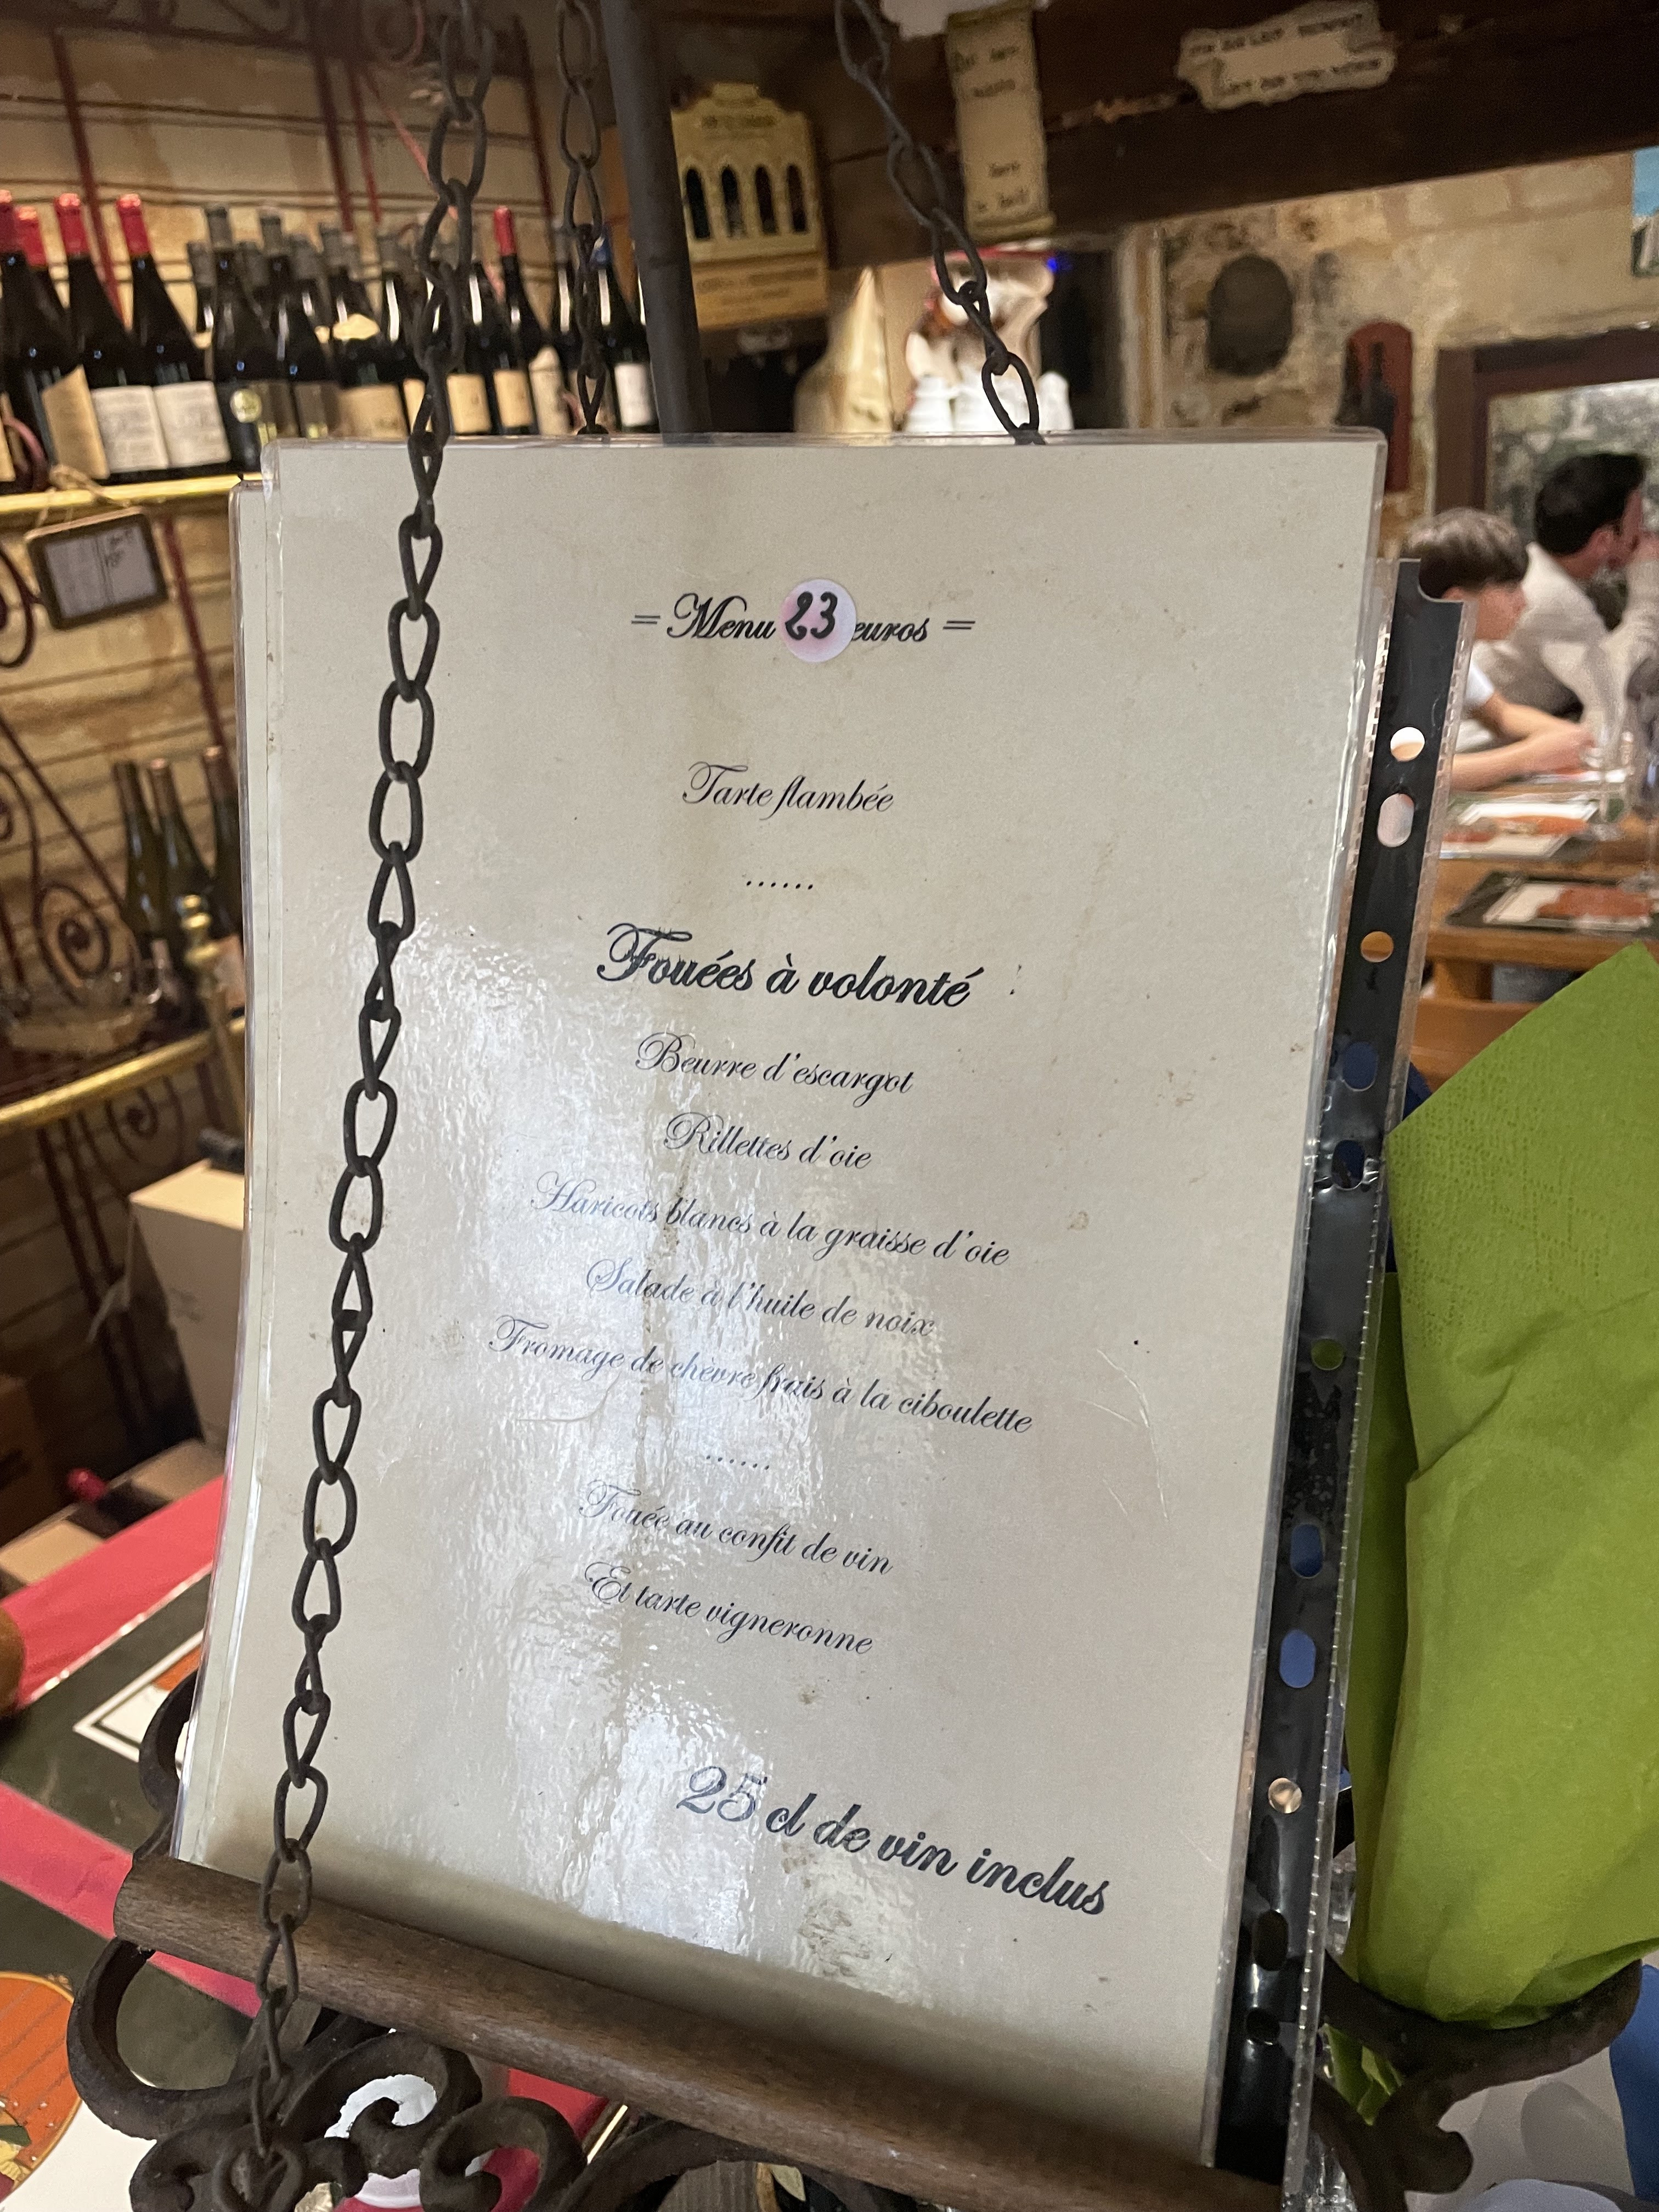 = Menu 23 euros =
Tarte flambée
......
Fouées à volonté
Beurre d'escargot
Rillettes d'oie
Haricots blancs à la graisse d'oie
Salade à l'huile de noix
Fromage de chèvre frais à la ciboulette
......
Fouée au confit de vin
Et tarte vigneronne
25 cl de vin inclus